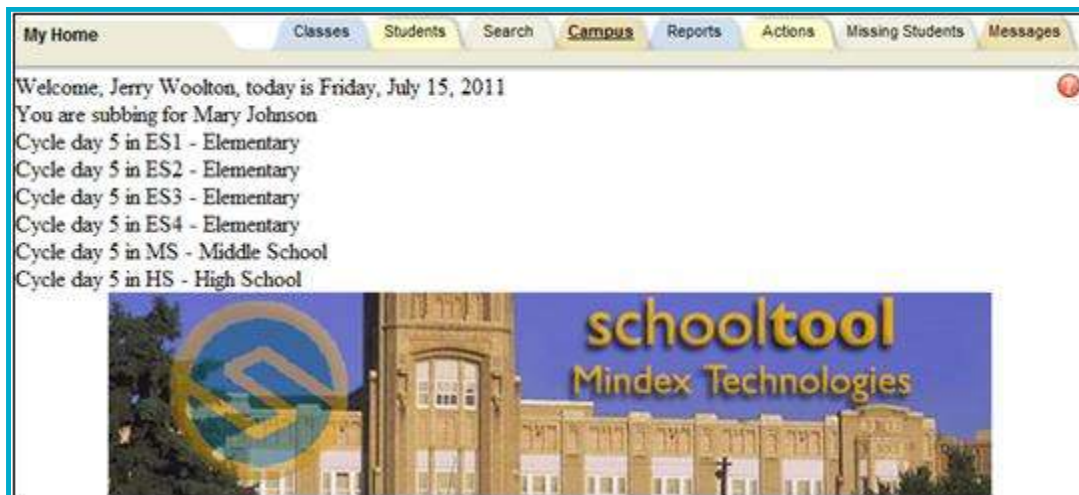 My Home Classes Students Search Campus Reports Actions Missing Students Messages
Welcome, Jerry Woolton, today is Friday, July 15, 2011
You are subbing for Mary Johnson
Cycle day 5 in ES1 - Elementary
Cycle day 5 in ES2 - Elementary
Cycle day 5 in ES3 - Elementary
Cycle day 5 in ES4 - Elementary
Cycle day 5 in MS - Middle School
Cycle day 5 in HS - High School
schooltool
Mindex Technologies